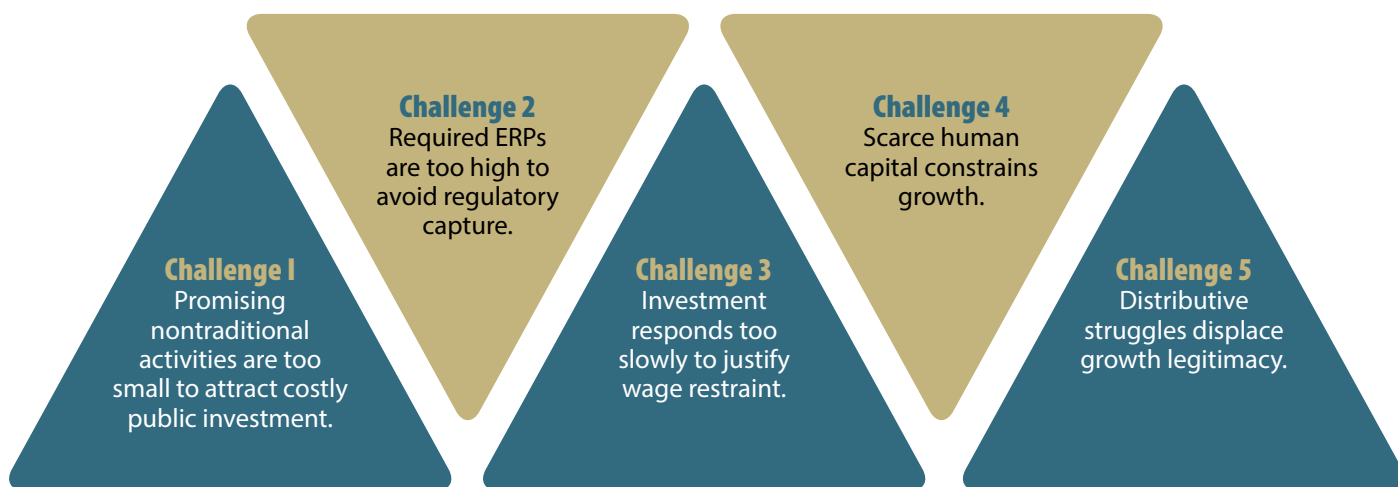 Challenge 1
Promising
nontraditional
activities are too
small to attract costly
public investment.
Challenge 2
Required ERPs
are too high to
avoid regulatory
capture.
Challenge 3
Investment
responds too
slowly to justify
wage restraint.
Challenge 4
Scarce human
capital constrains
growth.
Challenge 5
Distributive
struggles displace
growth legitimacy.